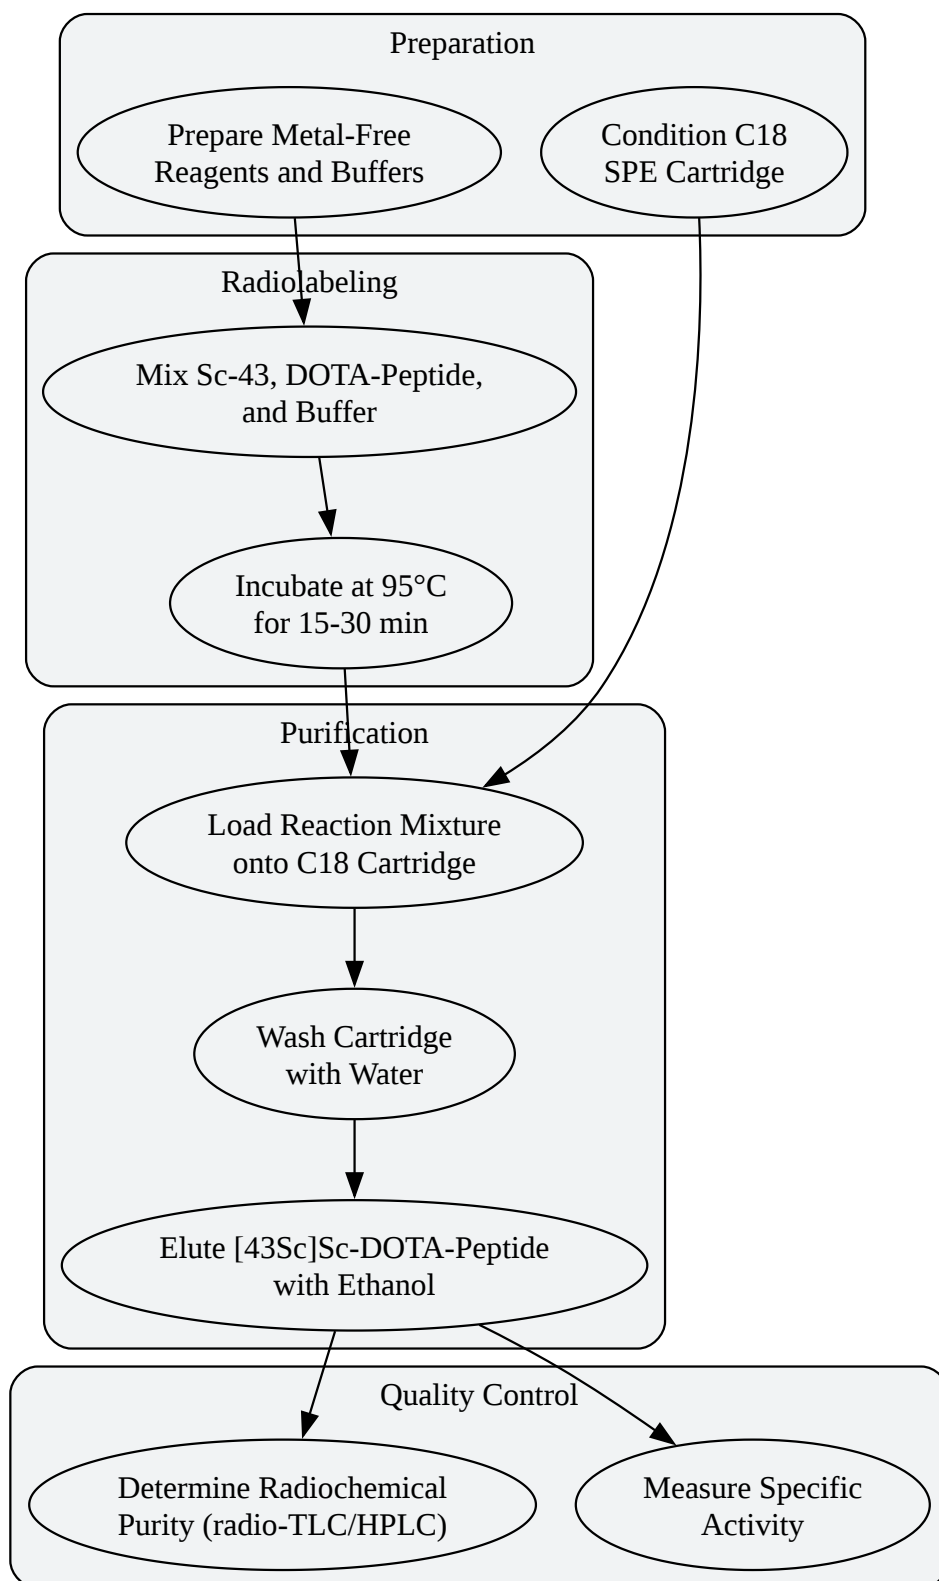 Preparation
Prepare Metal-Free
Reagents and Buffers
Condition C18
SPE Cartridge
Radiolabeling
Mix Sc-43, DOTA-Peptide,
and Buffer
Incubate at 95°C
for 15-30 min
Purification
Load Reaction Mixture
onto C18 Cartridge
Wash Cartridge
with Water
Elute [43Sc]Sc-DOTA-Peptide
with Ethanol
Quality Control
Determine Radiochemical
Purity (radio-TLC/HPLC)
Measure Specific
Activity